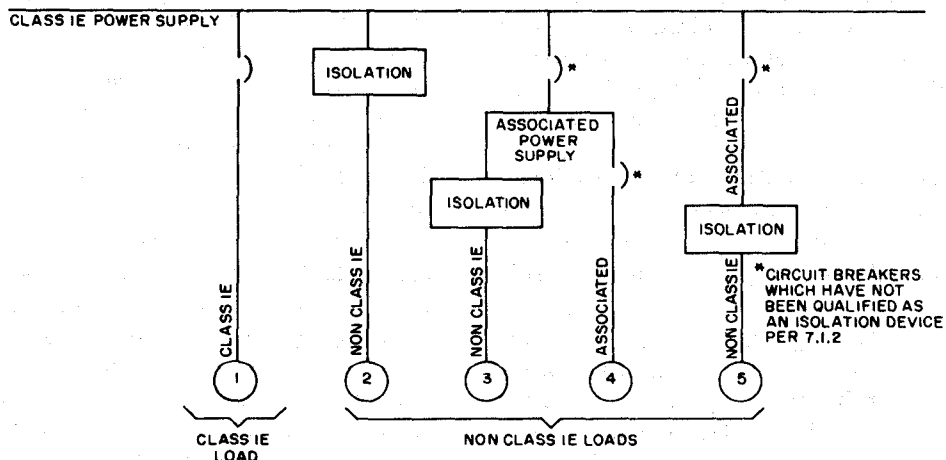 CLASS IE POWER SUPPLY
ISOLATION
*
*
ASSOCIATED
POWER
SUPPLY
ASSOCIATED
*
ISOLATION
ISOLATION
CLASS IE
NON CLASS IE
NON CLASS IE
ASSOCIATED
NON CLASSIE
*CIRCUIT BREAKERS
WHICH HAVE NOT
BEEN QUALIFIED AS
AN ISOLATION DEVICE
PER 7.1.2
1
2
3
4
5
CLASS IE
LOAD
NON CLASS IE LOADS